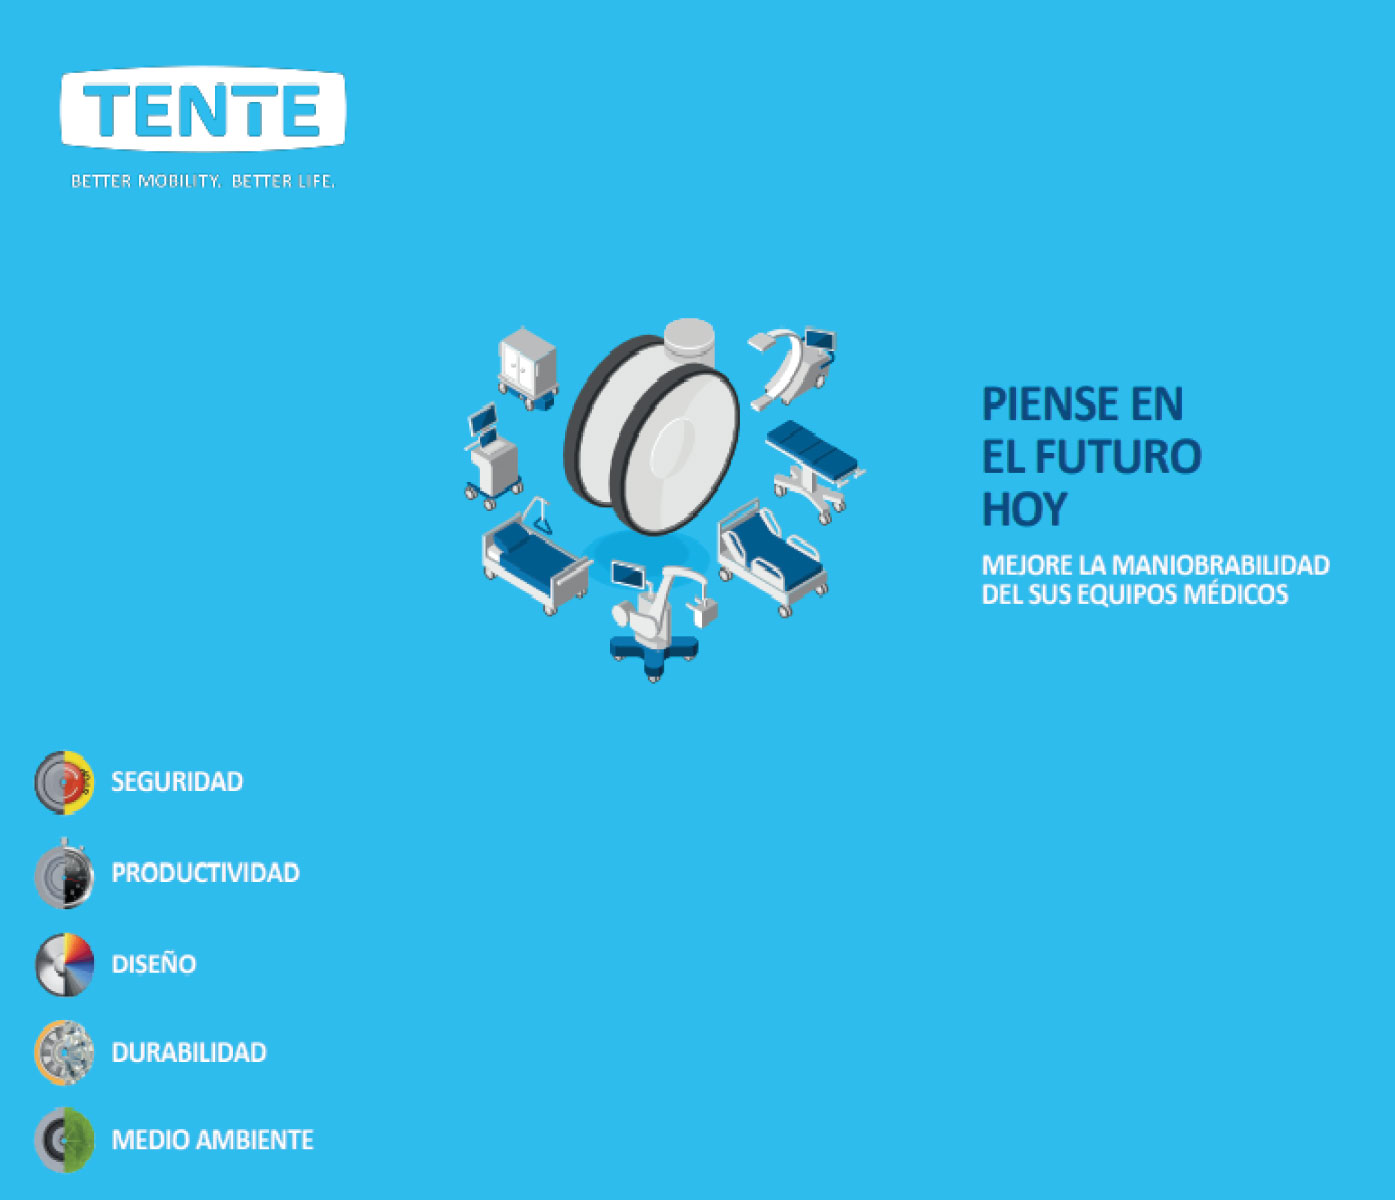 TENTE
BETTER MOBILITY. BETTER LIFE.
PIENSE EN
EL FUTURO
HOY
MEJORE LA MANIOBRABILIDAD
DEL SUS EQUIPOS MÉDICOS
SEGURIDAD
PRODUCTIVIDAD
DISEÑO
DURABILIDAD
MEDIO AMBIENTE